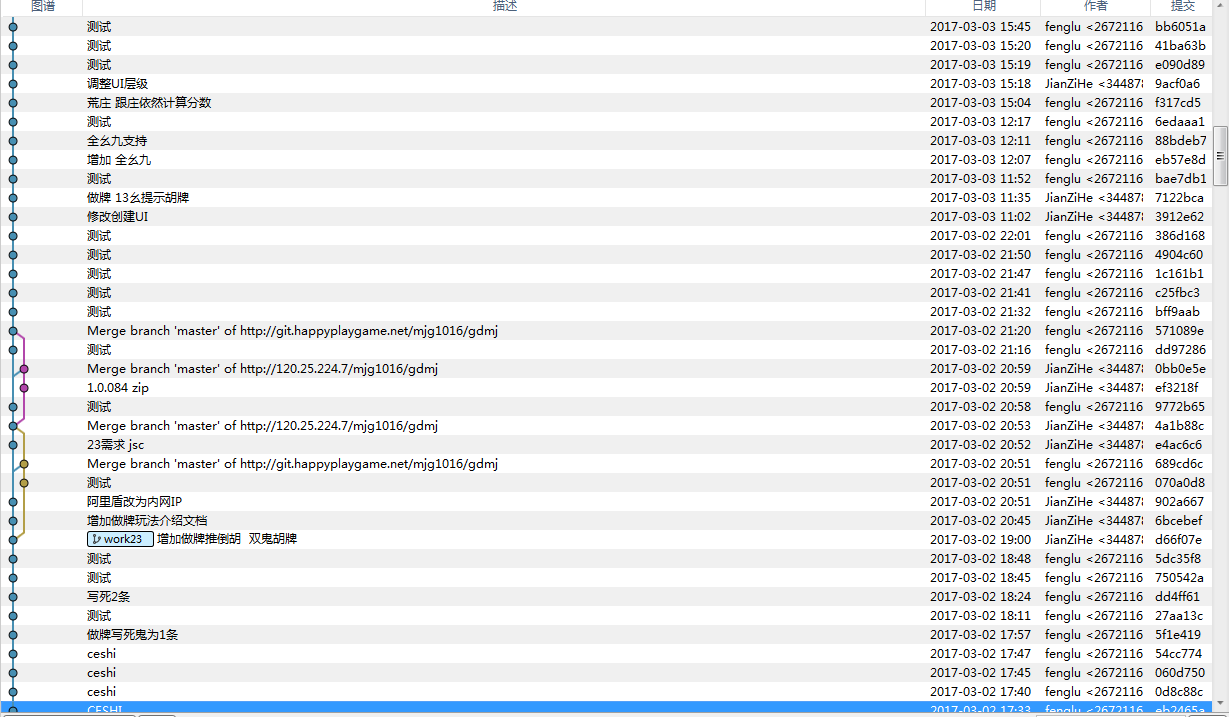 图谱 描述 日期 作者 提交
测试 2017-03-03 15:45 fenglu <2672116 bb6051a
测试 2017-03-03 15:20 fenglu <2672116 41ba63b
测试 2017-03-03 15:19 fenglu <2672116 e090d89
调整UI层级 2017-03-03 15:18 JianZiHe <344878 9acf0a6
荒庄 跟庄依然计算分数 2017-03-03 15:04 fenglu <2672116 f317cd5
测试 2017-03-03 12:17 fenglu <2672116 6edaaa1
全幺九支持 2017-03-03 12:11 fenglu <2672116 88bdeb7
增加 全幺九 2017-03-03 12:07 fenglu <2672116 eb57e8d
测试 2017-03-03 11:52 fenglu <2672116 bae7db1
做牌 13幺提示胡牌 2017-03-03 11:35 JianZiHe <344878 7122bca
修改创建UI 2017-03-03 11:02 JianZiHe <344878 3912e62
测试 2017-03-02 22:01 fenglu <2672116 386d168
测试 2017-03-02 21:50 fenglu <2672116 4904c60
测试 2017-03-02 21:47 fenglu <2672116 1c161b1
测试 2017-03-02 21:41 fenglu <2672116 c25fbc3
测试 2017-03-02 21:32 fenglu <2672116 bff9aab
Merge branch 'master' of http://git.happyplaygame.net/mjg1016/gdmj 2017-03-02 21:20 fenglu <2672116 571089e
测试 2017-03-02 21:16 fenglu <2672116 dd97286
Merge branch 'master' of http://120.25.224.7/mjg1016/gdmj 2017-03-02 20:59 JianZiHe <344878 0bb0e5e
1.0.084 zip 2017-03-02 20:59 JianZiHe <344878 ef3218f
测试 2017-03-02 20:58 fenglu <2672116 9772b65
Merge branch 'master' of http://120.25.224.7/mjg1016/gdmj 2017-03-02 20:53 JianZiHe <344878 4a1b88c
23需求 jsc 2017-03-02 20:52 JianZiHe <344878 e4ac6c6
Merge branch 'master' of http://git.happyplaygame.net/mjg1016/gdmj 2017-03-02 20:51 fenglu <2672116 689cd6c
测试 2017-03-02 20:51 fenglu <2672116 070a0d8
阿里盾改为内网IP 2017-03-02 20:51 JianZiHe <344878 902a667
增加做牌玩法介绍文档 2017-03-02 20:45 JianZiHe <344878 6bcebef
work23 增加做牌推倒胡 双鬼胡牌 2017-03-02 19:00 JianZiHe <344878 d66f07e
测试 2017-03-02 18:48 fenglu <2672116 5dc35f8
测试 2017-03-02 18:45 fenglu <2672116 750542a
写死2条 2017-03-02 18:24 fenglu <2672116 dd4ff61
测试 2017-03-02 18:11 fenglu <2672116 27aa13c
做牌写死鬼为1条 2017-03-02 17:57 fenglu <2672116 5f1e419
ceshi 2017-03-02 17:47 fenglu <2672116 54cc774
ceshi 2017-03-02 17:45 fenglu <2672116 060d750
ceshi 2017-03-02 17:40 fenglu <2672116 0d8c88c
CESHI 2017-03-02 17:33 fenglu <2672116 eb2465a